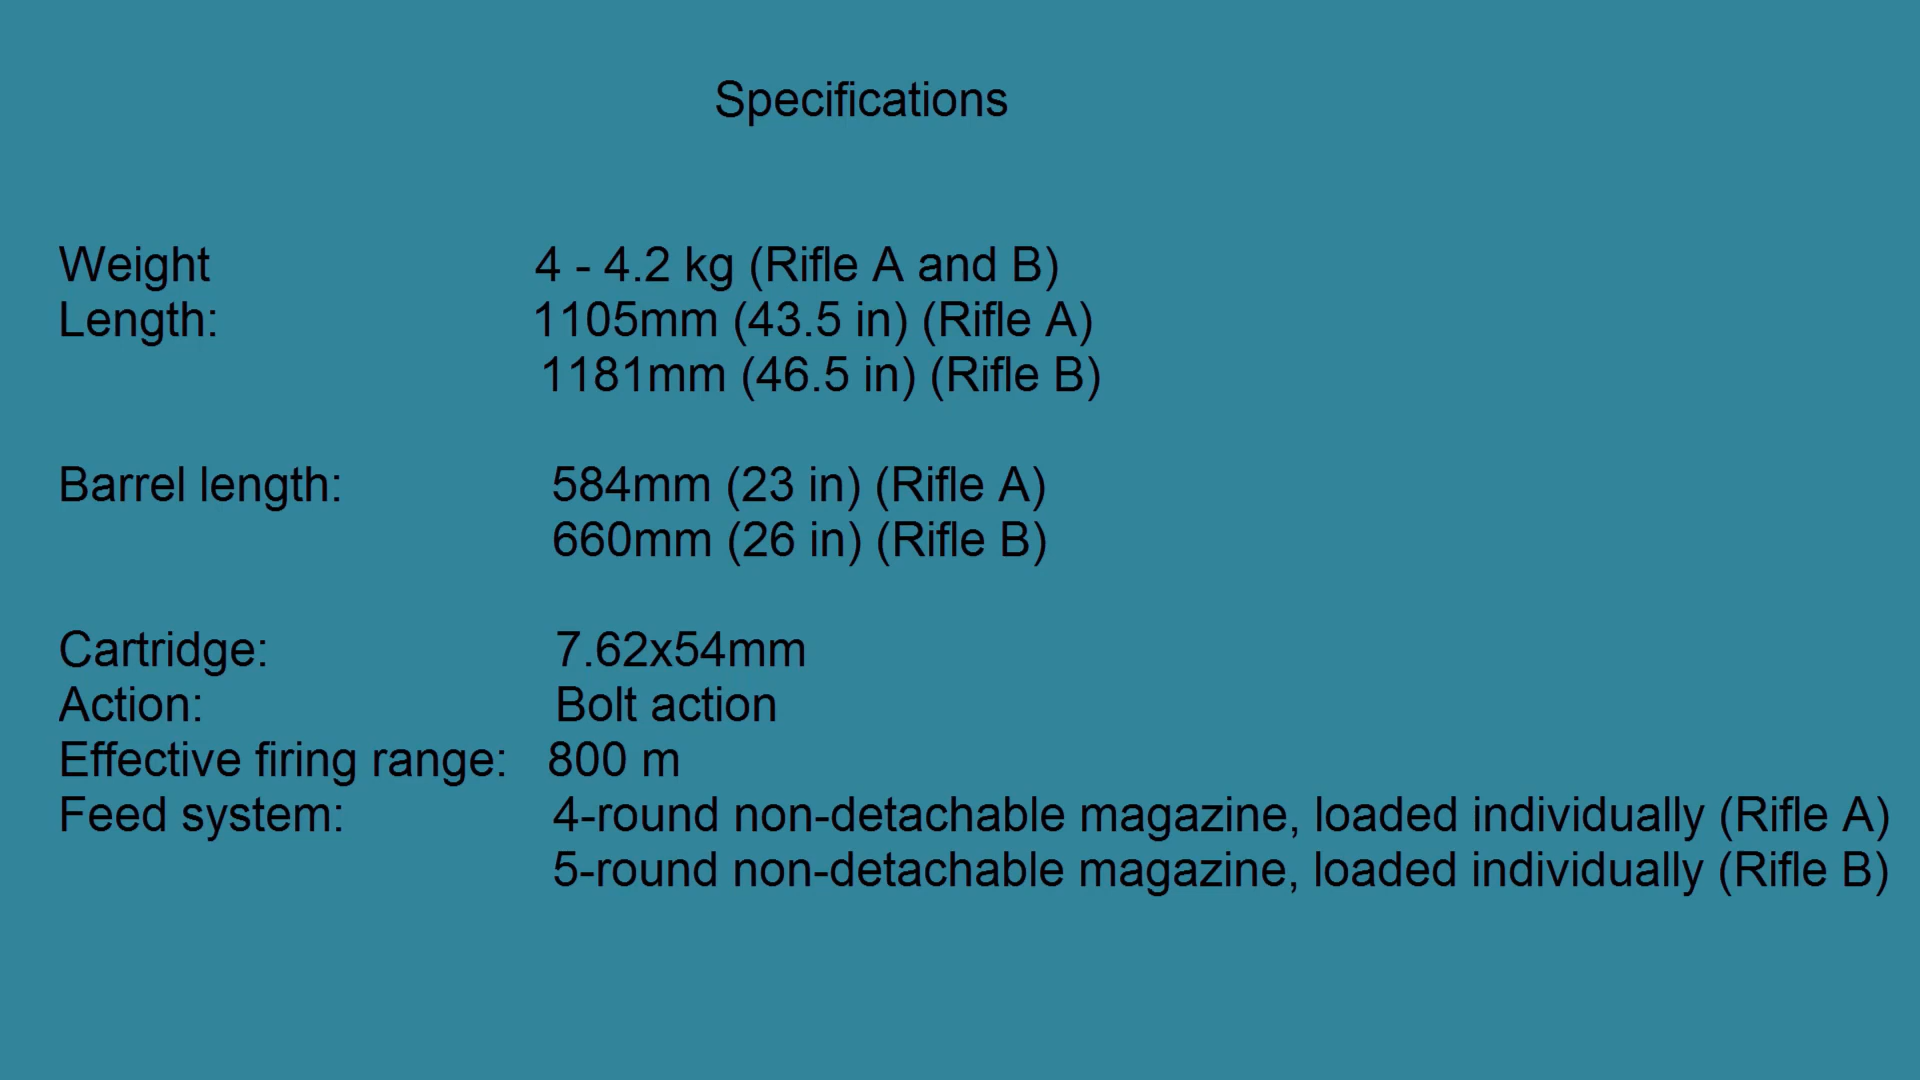 Specifications
Weight 4 - 4.2 kg (Rifle A and B)
Length: 1105mm (43.5 in) (Rifle A)
1181mm (46.5 in) (Rifle B)
Barrel length: 584mm (23 in) (Rifle A)
660mm (26 in) (Rifle B)
Cartridge: 7.62x54mm
Action: Bolt action
Effective firing range: 800 m
Feed system: 4-round non-detachable magazine, loaded individually (Rifle A)
5-round non-detachable magazine, loaded individually (Rifle B)